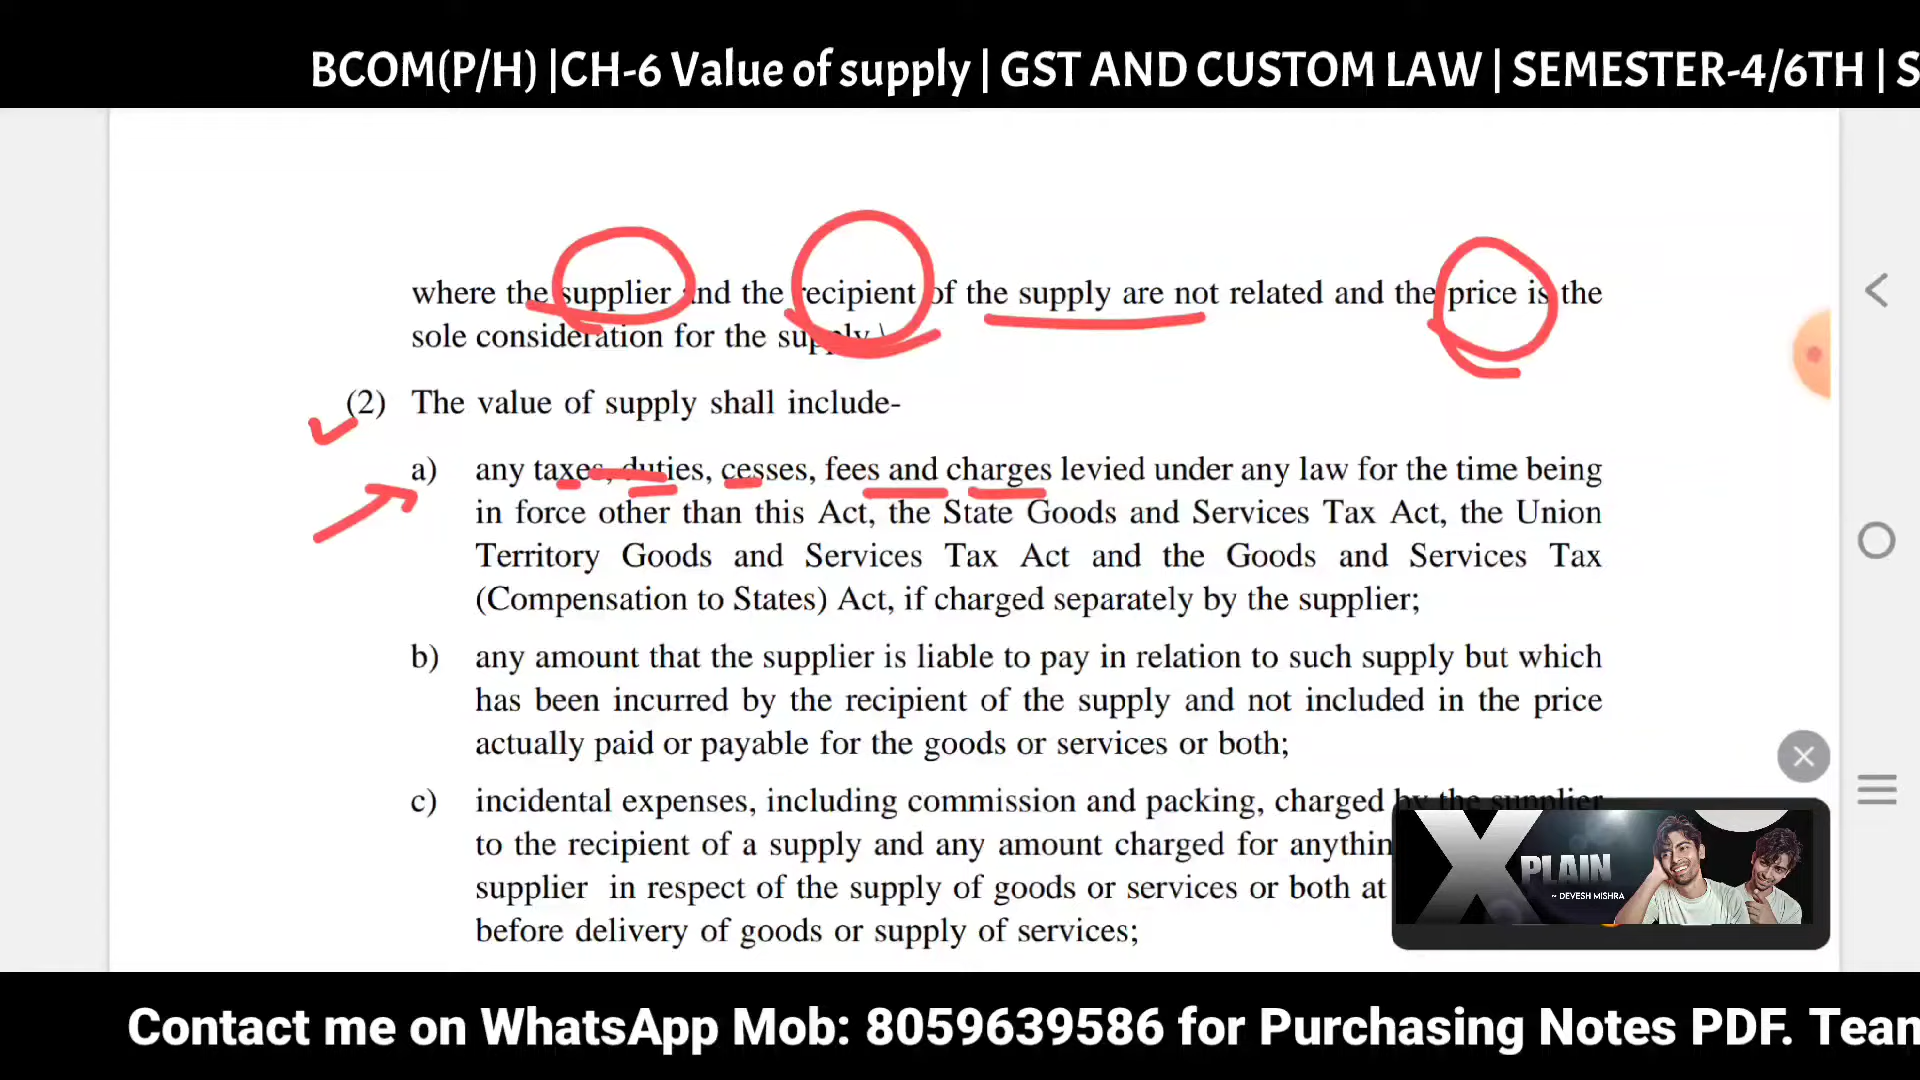 BCOM(P/H) |CH-6 Value of supply | GST AND CUSTOM LAW | SEMESTER-4/6TH | S
where the supplier and the recipient of the supply are not related and the price is the
sole consideration for the supply \
(2) The value of supply shall include-
a) any taxes, duties, cesses, fees and charges levied under any law for the time being
in force other than this Act, the State Goods and Services Tax Act, the Union
Territory Goods and Services Tax Act and the Goods and Services Tax
(Compensation to States) Act, if charged separately by the supplier;
b) any amount that the supplier is liable to pay in relation to such supply but which
has been incurred by the recipient of the supply and not included in the price
actually paid or payable for the goods or services or both;
c) incidental expenses, including commission and packing, charged by the supplier
to the recipient of a supply and any amount charged for anythin
supplier in respect of the supply of goods or services or both at
before delivery of goods or supply of services;
X PLAIN
~ DEVESH MISHRA
Contact me on WhatsApp Mob: 8059639586 for Purchasing Notes PDF. Tean